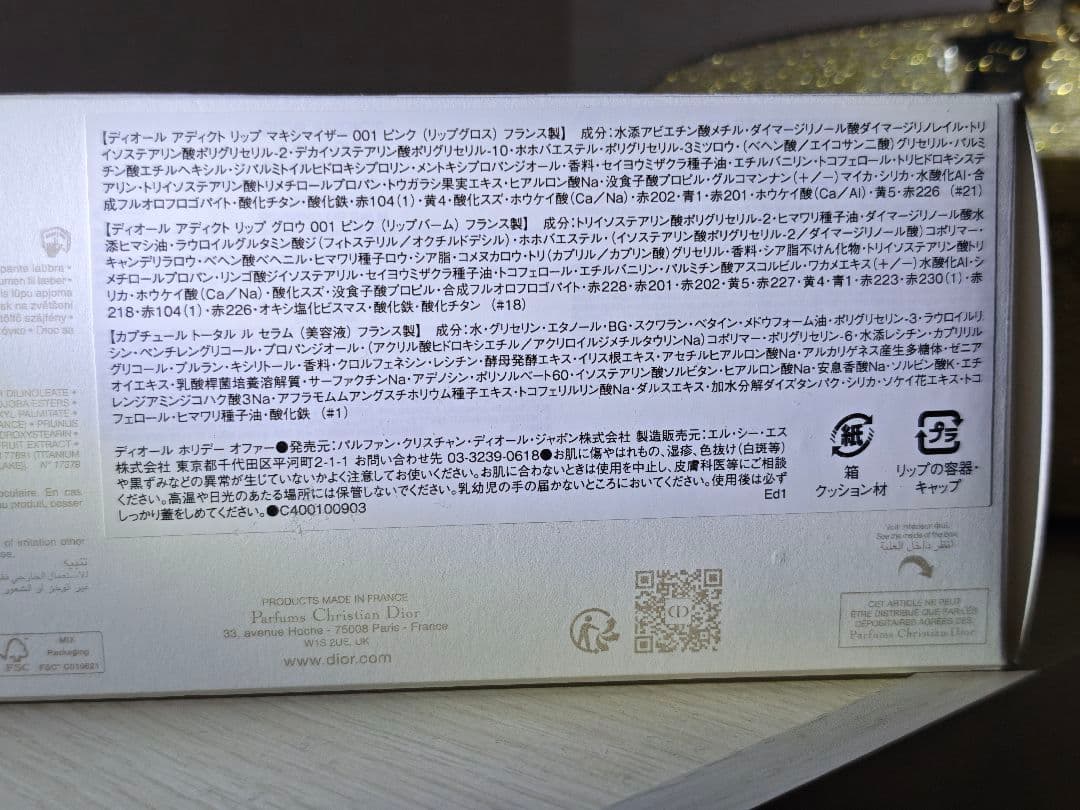 【ディオール アディクト リップ マキシマイザー 001 ピンク (リップグロス) フランス製】 成分:水添アビエチン酸メチル・ダイマージリノール酸ダイマージリノレイル・トリ
イソステアリン酸ポリグリセリル-2・デカイソステアリン酸ポリグリセリル-10・ホホバエステル・ポリグリセリル-3ミツロウ・(ベヘン酸/エイコサン二酸)グリセリル・パルミ
チン酸エチルヘキシル・ジパルミトイルヒドロキシプロリン・メントキシプロパンジオール・香料・セイヨウミザクラ種子油・エチルバニリン・トコフェロール・トリヒドロキシステ
アリン・トリイソステアリン酸トリメチロールプロパン・トウガラシ果実エキス・ヒアルロン酸Na・没食子酸プロピル・グルコマンナン(+/-)マイカ・シリカ・水酸化Al・合
成フルオロフロゴパイト・酸化チタン・酸化鉄・赤104(1)・黄4・酸化スズ・ホウケイ酸(Ca/Na)・赤202・青1・赤201・ホウケイ酸(Ca/Al)・黄5・赤226 (#21)
【ディオール アディクト リップ グロウ 001 ピンク (リップバーム) フランス製】 成分:トリイソステアリン酸ポリグリセリル-2・ヒマワリ種子油・ダイマージリノール酸水
添ヒマシ油・ラウロイルグルタミン酸ジ(フィトステリル/オクチルドデシル)・ホホバエステル・(イソステアリン酸ポリグリセリル-2/ダイマージリノール酸)コポリマー・
キャンデリラロウ・ベヘン酸ベヘニル・ヒマワリ種子ロウ・シア脂・コメヌカロウ・トリ(カプリル/カプリン酸)グリセリル・香料・シア脂不けん化物・トリイソステアリン酸トリ
メチロールプロパン・リンゴ酸ジイソステアリル・セイヨウミザクラ種子油・トコフェロール・エチルバニリン・パルミチン酸アスコルビル・ワカメエキス(+/-)水酸化Al・シ
リカ・ホウケイ酸(Ca/Na)・酸化スズ・没食子酸プロピル・合成フルオロフロゴパイト・赤228・赤201・赤202・黄5・赤227・黄4・青1・赤223・赤230(1)・赤
218・赤104(1)・赤226・オキシ塩化ビスマス・酸化鉄・酸化チタン (#18)
【カプチュール トータル ル セラム (美容液) フランス製】 成分:水・グリセリン・エタノール・BG・スクワラン・ベタイン・メドウフォーム油・ポリグリセリン-3・ラウロイルリ
シン・ペンチレングリコール・プロパンジオール・(アクリル酸ヒドロキシエチル/アクリロイルジメチルタウリンNa)コポリマー・ポリグリセリン-6・水添レシチン・カプリリル
グリコール・プルラン・キシリトール・香料・クロルフェネシン・レシチン・酵母発酵エキス・イリス根エキス・アセチルヒアルロン酸Na・アルカリゲネス産生多糖体・ゼニア
オイエキス・乳酸桿菌培養溶解質・サーファクチンNa・アデノシン・ポリソルベート60・イソステアリン酸ソルビタン・ヒアルロン酸Na・安息香酸Na・ソルビン酸K・エチ
レンジアミンジコハク酸3Na・アフラモムムアングスチホリウム種子エキス・トコフェリルリン酸Na・ダルスエキス・加水分解ダイズタンパク・シリカ・ソケイ花エキス・トコ
フェロール・ヒマワリ種子油・酸化鉄 (#1)
ディオール ホリデー オファー●発売元:パルファン・クリスチャン・ディオール・ジャポン株式会社 製造販売元:エル・シー・エス
株式会社 東京都千代田区平河町2-1-1 お問い合わせ先 03-3239-0618●お肌に傷やはれもの、湿疹、色抜け(白斑等)
や黒ずみなどの異常が生じていないかよく注意してお使いください。お肌に合わないときは使用を中止し、皮膚科医等にご相談
ください。高温や日光のあたる場所には保管しないでください。乳幼児の手の届かないところにおいてください。使用後は必ず
しっかり蓋をしめてください。●C400100903
Ed1
紙
箱
クッション材
プラ
リップの容器・
キャップ
PRODUCTS MADE IN FRANCE
Parfums Christian Dior
33, avenue Hoche - 75008 Paris - France
W1S 2UE, UK
www.dior.com
CD
Voir intérieur étui.
See the inside of the box
انظر داخل العلبة
CET ARTICLE NE PEUT
ÊTRE DISTRIBUÉ QUE PAR LES
DÉPOSITAIRES AGRÉÉS DES
Parfums Christian Dior
MIX
Packaging
FSC
FSC® C019621
N° 17379
of irritation other